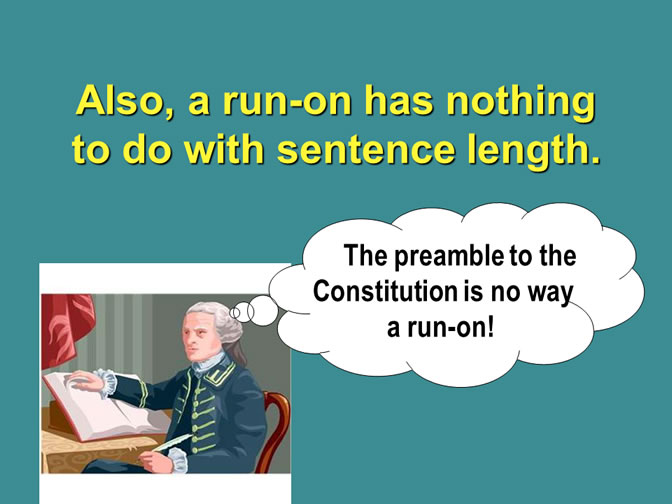 Also, a run-on has nothing
to do with sentence length.
The preamble to the
Constitution is no way
a run-on!